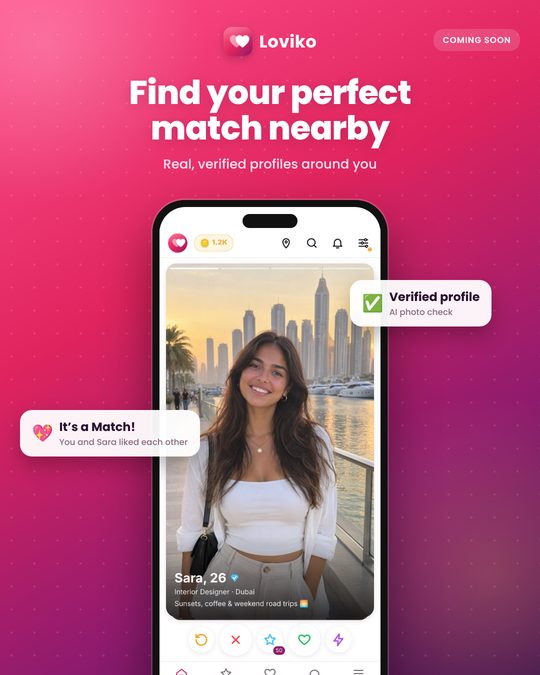 Loviko
COMING SOON
Find your perfect
match nearby
Real, verified profiles around you
1.2K
Verified profile
AI photo check
It's a Match!
You and Sara liked each other
Sara, 26
Interior Designer · Dubai
Sunsets, coffee & weekend road trips 🌅
50